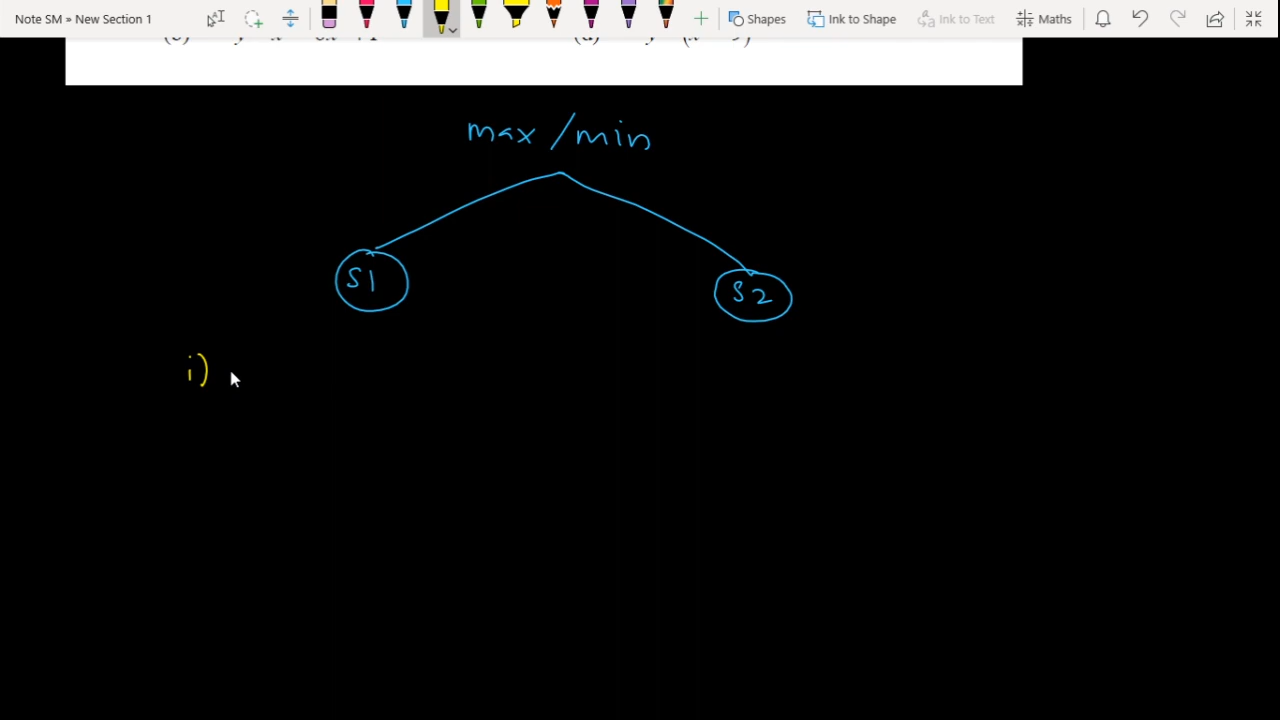 Note SM » New Section 1
Shapes
Ink to Shape
Ink to Text
Maths
max/min
S1
S2
i)